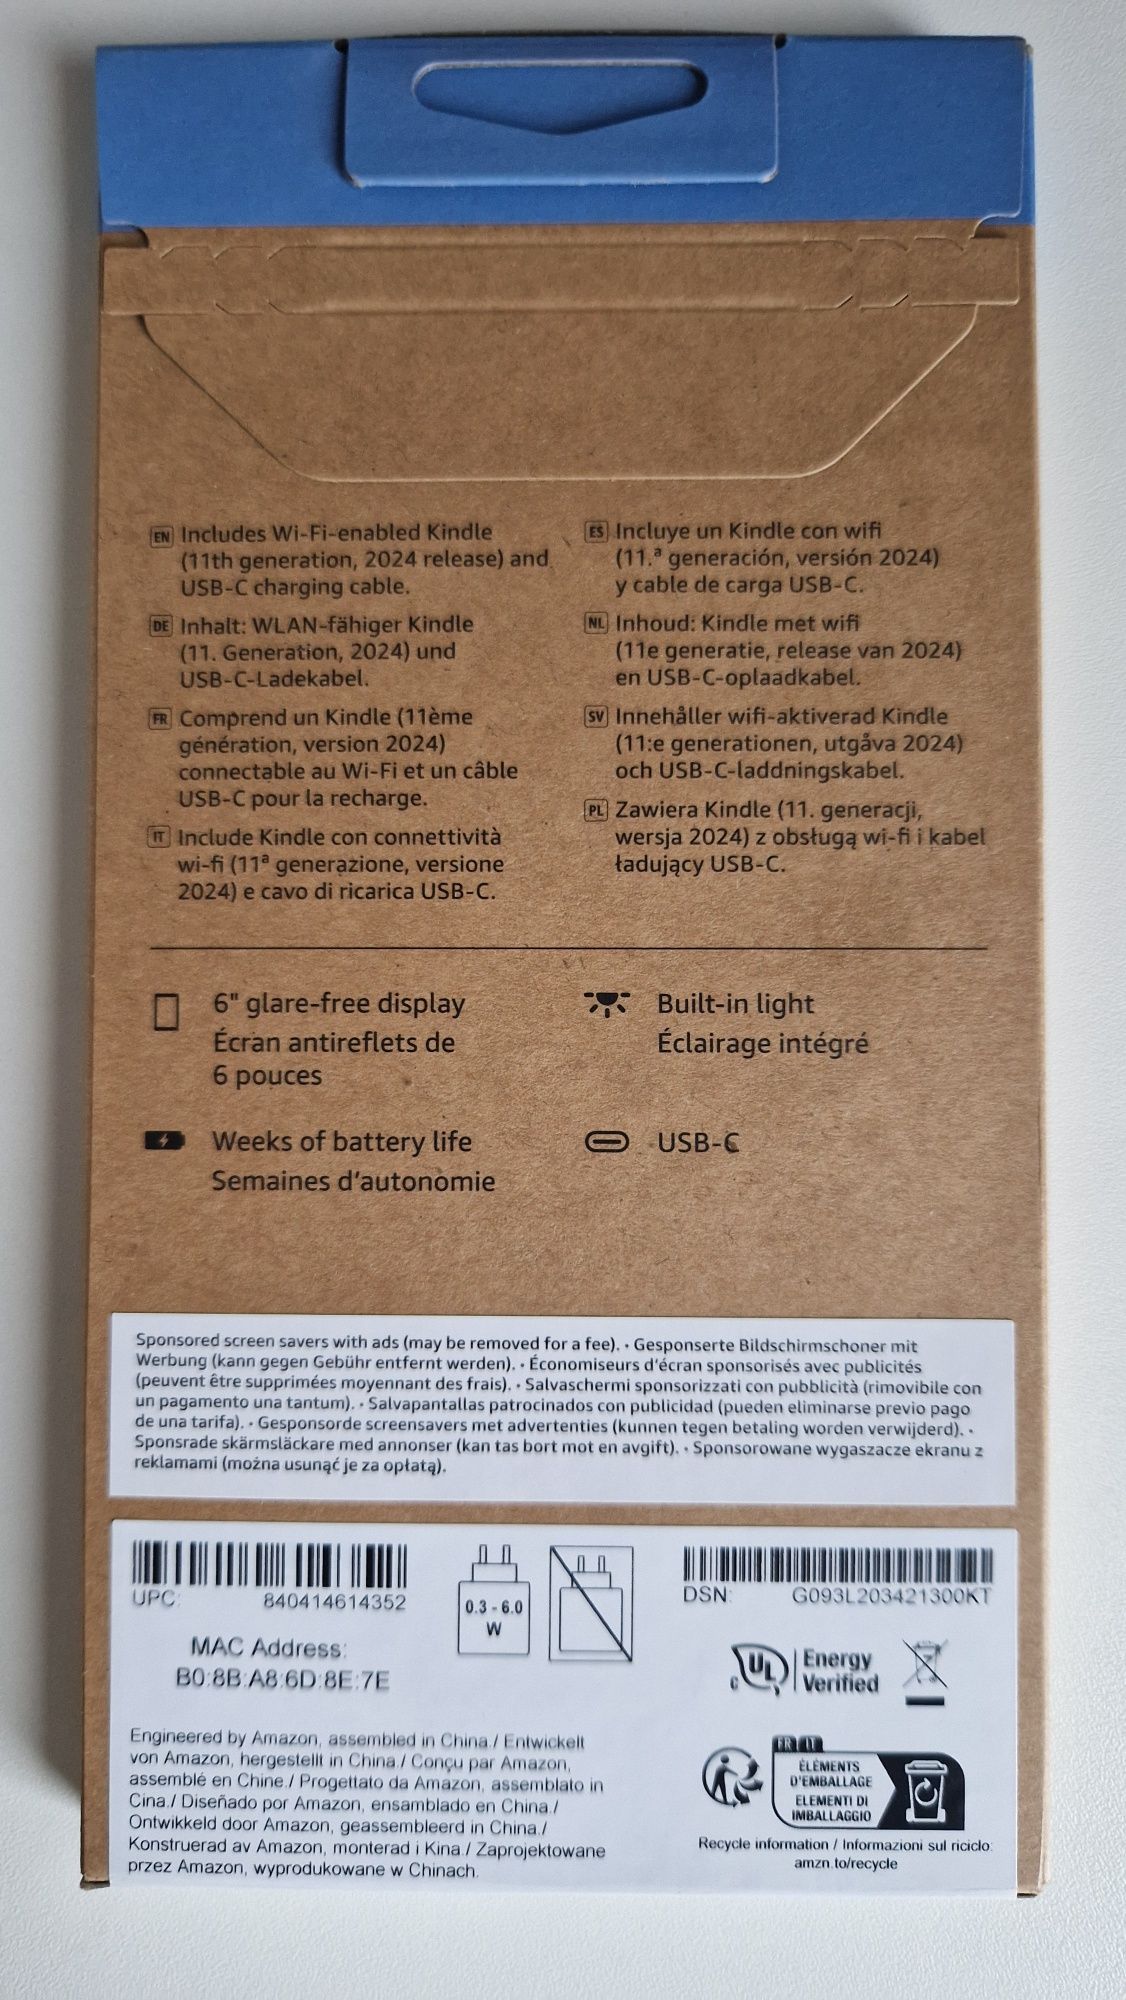 EN Includes Wi-Fi-enabled Kindle
(11th generation, 2024 release) and
USB-C charging cable.
DE Inhalt: WLAN-fähiger Kindle
(11. Generation, 2024) und
USB-C-Ladekabel.
FR Comprend un Kindle (11ème
génération, version 2024)
connectable au Wi-Fi et un câble
USB-C pour la recharge.
IT Include Kindle con connettività
wi-fi (11ª generazione, versione
2024) e cavo di ricarica USB-C.
ES Incluye un Kindle con wifi
(11.ª generación, versión 2024)
y cable de carga USB-C.
NL Inhoud: Kindle met wifi
(11e generatie, release van 2024)
en USB-C-oplaadkabel.
SV Innehåller wifi-aktiverad Kindle
(11:e generationen, utgåva 2024)
och USB-C-laddningskabel.
PL Zawiera Kindle (11. generacji,
wersja 2024) z obsługą wi-fi i kabel
ładujący USB-C.
6" glare-free display
Écran antireflets de
6 pouces
Built-in light
Éclairage intégré
Weeks of battery life
Semaines d'autonomie
USB-C
Sponsored screen savers with ads (may be removed for a fee). • Gesponserte Bildschirmschoner mit
Werbung (kann gegen Gebühr entfernt werden). • Économiseurs d'écran sponsorisés avec publicités
(peuvent être supprimées moyennant des frais). • Salvaschermi sponsorizzati con pubblicità (rimovibile con
un pagamento una tantum). • Salvapantallas patrocinados con publicidad (pueden eliminarse previo pago
de una tarifa). • Gesponsorde screensavers met advertenties (kunnen tegen betaling worden verwijderd). •
Sponsrade skärmsläckare med annonser (kan tas bort mot en avgift). • Sponsorowane wygaszacze ekranu z
reklamami (można usunąć je za opłatą).
UPC: 840414614352
MAC Address:
B0:8B:A8:6D:8E:7E
0.3 - 6.0
W
DSN: G093L203421300KT
c UL Energy
Verified
Engineered by Amazon, assembled in China./ Entwickelt
von Amazon, hergestellt in China./ Conçu par Amazon,
assemblé en Chine./ Progettato da Amazon, assemblato in
Cina./ Diseñado por Amazon, ensamblado en China./
Ontwikkeld door Amazon, geassembleerd in China./
Konstruerad av Amazon, monterad i Kina./ Zaprojektowane
przez Amazon, wyprodukowane w Chinach.
FR IT
ÉLÉMENTS
D'EMBALLAGE
ELEMENTI DI
IMBALLAGGIO
Recycle information / Informazioni sul riciclo:
amzn.to/recycle